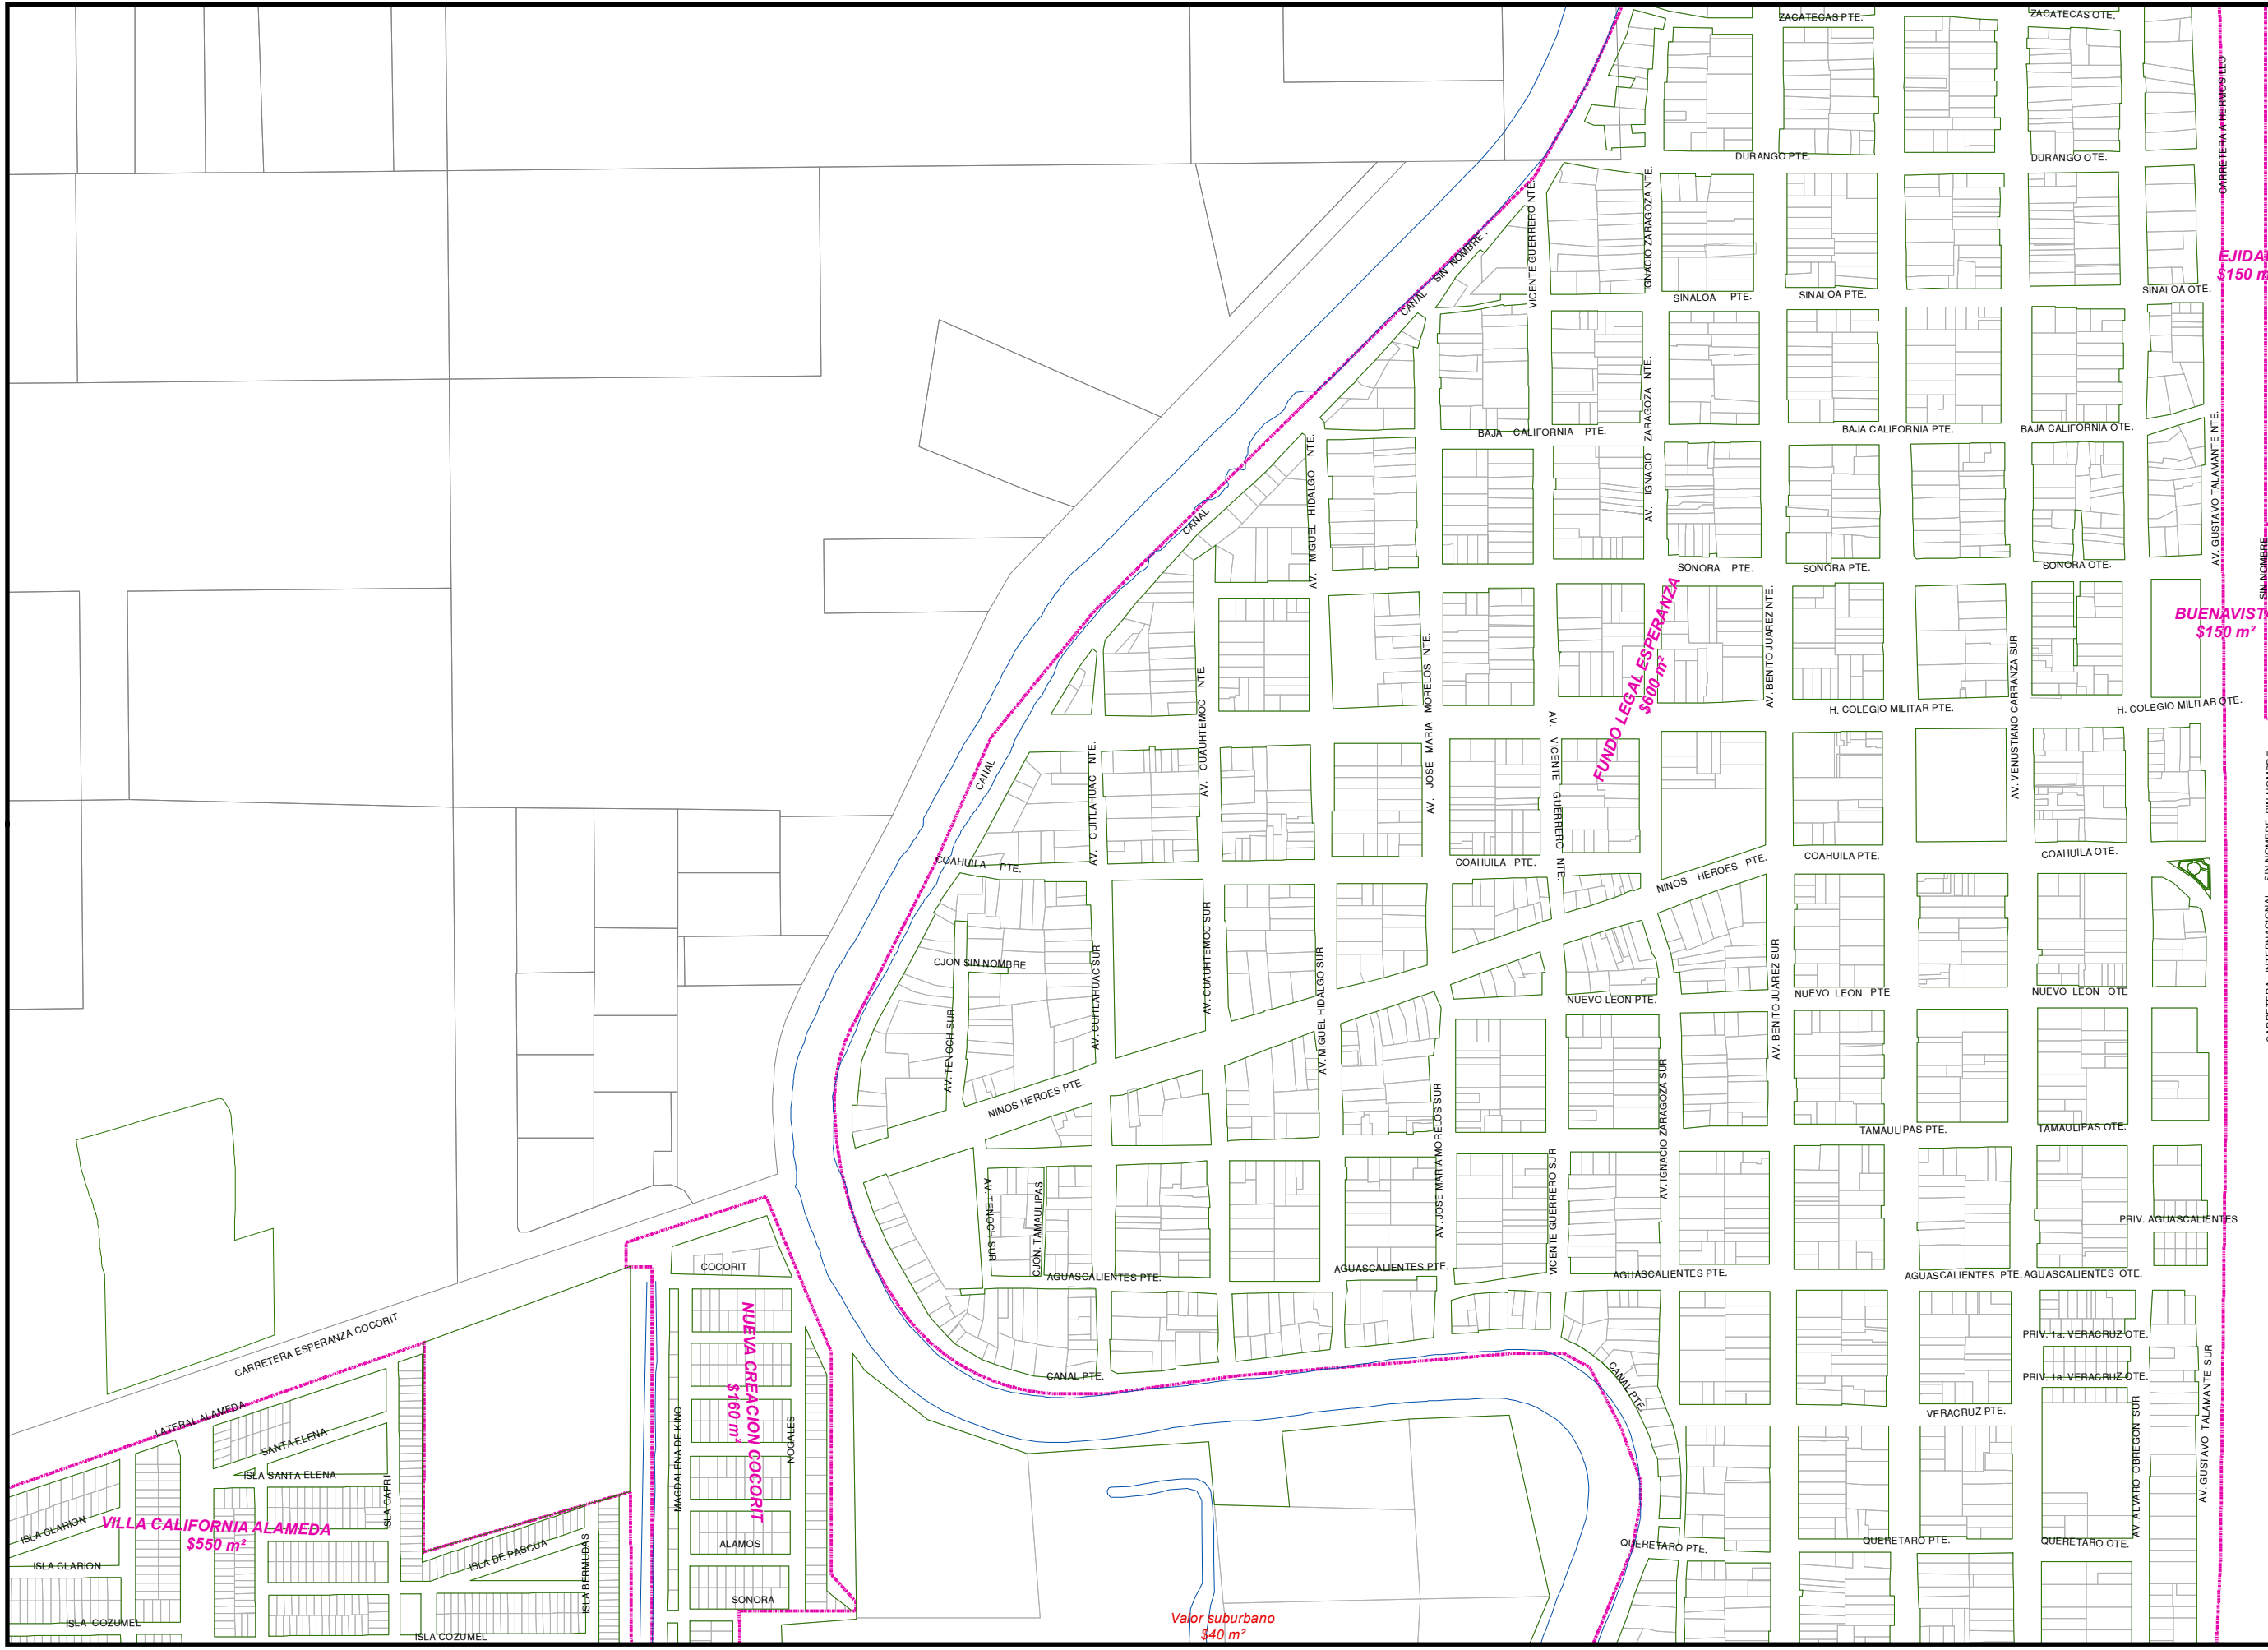 ZACATECAS PTE.
ZACATECAS OTE.
CARRETERA A HERMOSILLO
DURANGO PTE.
DURANGO OTE.
VICENTE GUERRERO NTE.
IGNACIO ZARAGOZA NTE.
CANAL SIN NOMBRE.
EJIDA
$150 m
SINALOA PTE.
SINALOA PTE.
SINALOA OTE.
BAJA CALIFORNIA PTE.
BAJA CALIFORNIA PTE.
BAJA CALIFORNIA OTE.
AV. MIGUEL HIDALGO NTE.
AV. IGNACIO ZARAGOZA NTE.
AV. GUSTAVO TALAMANTE NTE.
CANAL
SONORA PTE.
SONORA PTE.
SONORA OTE.
SIN NOMBRE
BUENAVISTA
$150 m²
FUNDO LEGAL ESPERANZA
$600 m²
AV. BENITO JUAREZ NTE.
AV. JOSE MARIA MORELOS NTE.
AV. CUAUHTEMOC NTE.
AV. VENUSTIANO CARRANZA SUR
H. COLEGIO MILITAR PTE.
H. COLEGIO MILITAR OTE.
CANAL
AV. CUITLAHUAC NTE.
AV. VICENTE GUERRERO NTE.
COAHUILA PTE.
COAHUILA PTE.
COAHUILA PTE.
COAHUILA OTE.
NINOS HEROES PTE.
CARRETERA INTERNACIONAL SIN NOMBRE SIN NOMBRE
CJON SIN NOMBRE
AV. CUITLAHUAC SUR
AV. CUAUHTEMOC SUR
AV. MIGUEL HIDALGO SUR
AV. BENITO JUAREZ SUR
NUEVO LEON PTE.
NUEVO LEON PTE
NUEVO LEON OTE
AV. TENOCH SUR
NINOS HEROES PTE.
AV. JOSE MARIA MORELOS SUR
AV. IGNACIO ZARAGOZA SUR
TAMAULIPAS PTE.
TAMAULIPAS OTE.
AV. TENOCH SUR
CJON. TAMAULIPAS
VICENTE GUERRERO SUR
PRIV. AGUASCALIENTES
COCORIT
AGUASCALIENTES PTE.
AGUASCALIENTES PTE.
AGUASCALIENTES PTE.
AGUASCALIENTES PTE.
AGUASCALIENTES OTE.
CARRETERA ESPERANZA COCORIT
NUEVA CREACION COCORIT
$160 m²
PRIV. 1a. VERACRUZ OTE.
PRIV. 1a. VERACRUZ OTE.
CANAL PTE.
CANAL PTE.
VERACRUZ PTE.
LATERAL ALAMEDA
SANTA ELENA
ISLA SANTA ELENA
MAGDALENA DE KINO
NOGALES
AV. ALVARO OBREGON SUR
AV. GUSTAVO TALAMANTE SUR
ISLA CLARION
VILLA CALIFORNIA ALAMEDA
$550 m²
ISLA CAPRI
ISLA DE PASCUA
ISLA BERMUDAS
ALAMOS
QUERETARO PTE.
QUERETARO PTE.
QUERETARO OTE.
ISLA CLARION
SONORA
ISLA COZUMEL
ISLA COZUMEL
Valor suburbano
$40 m²